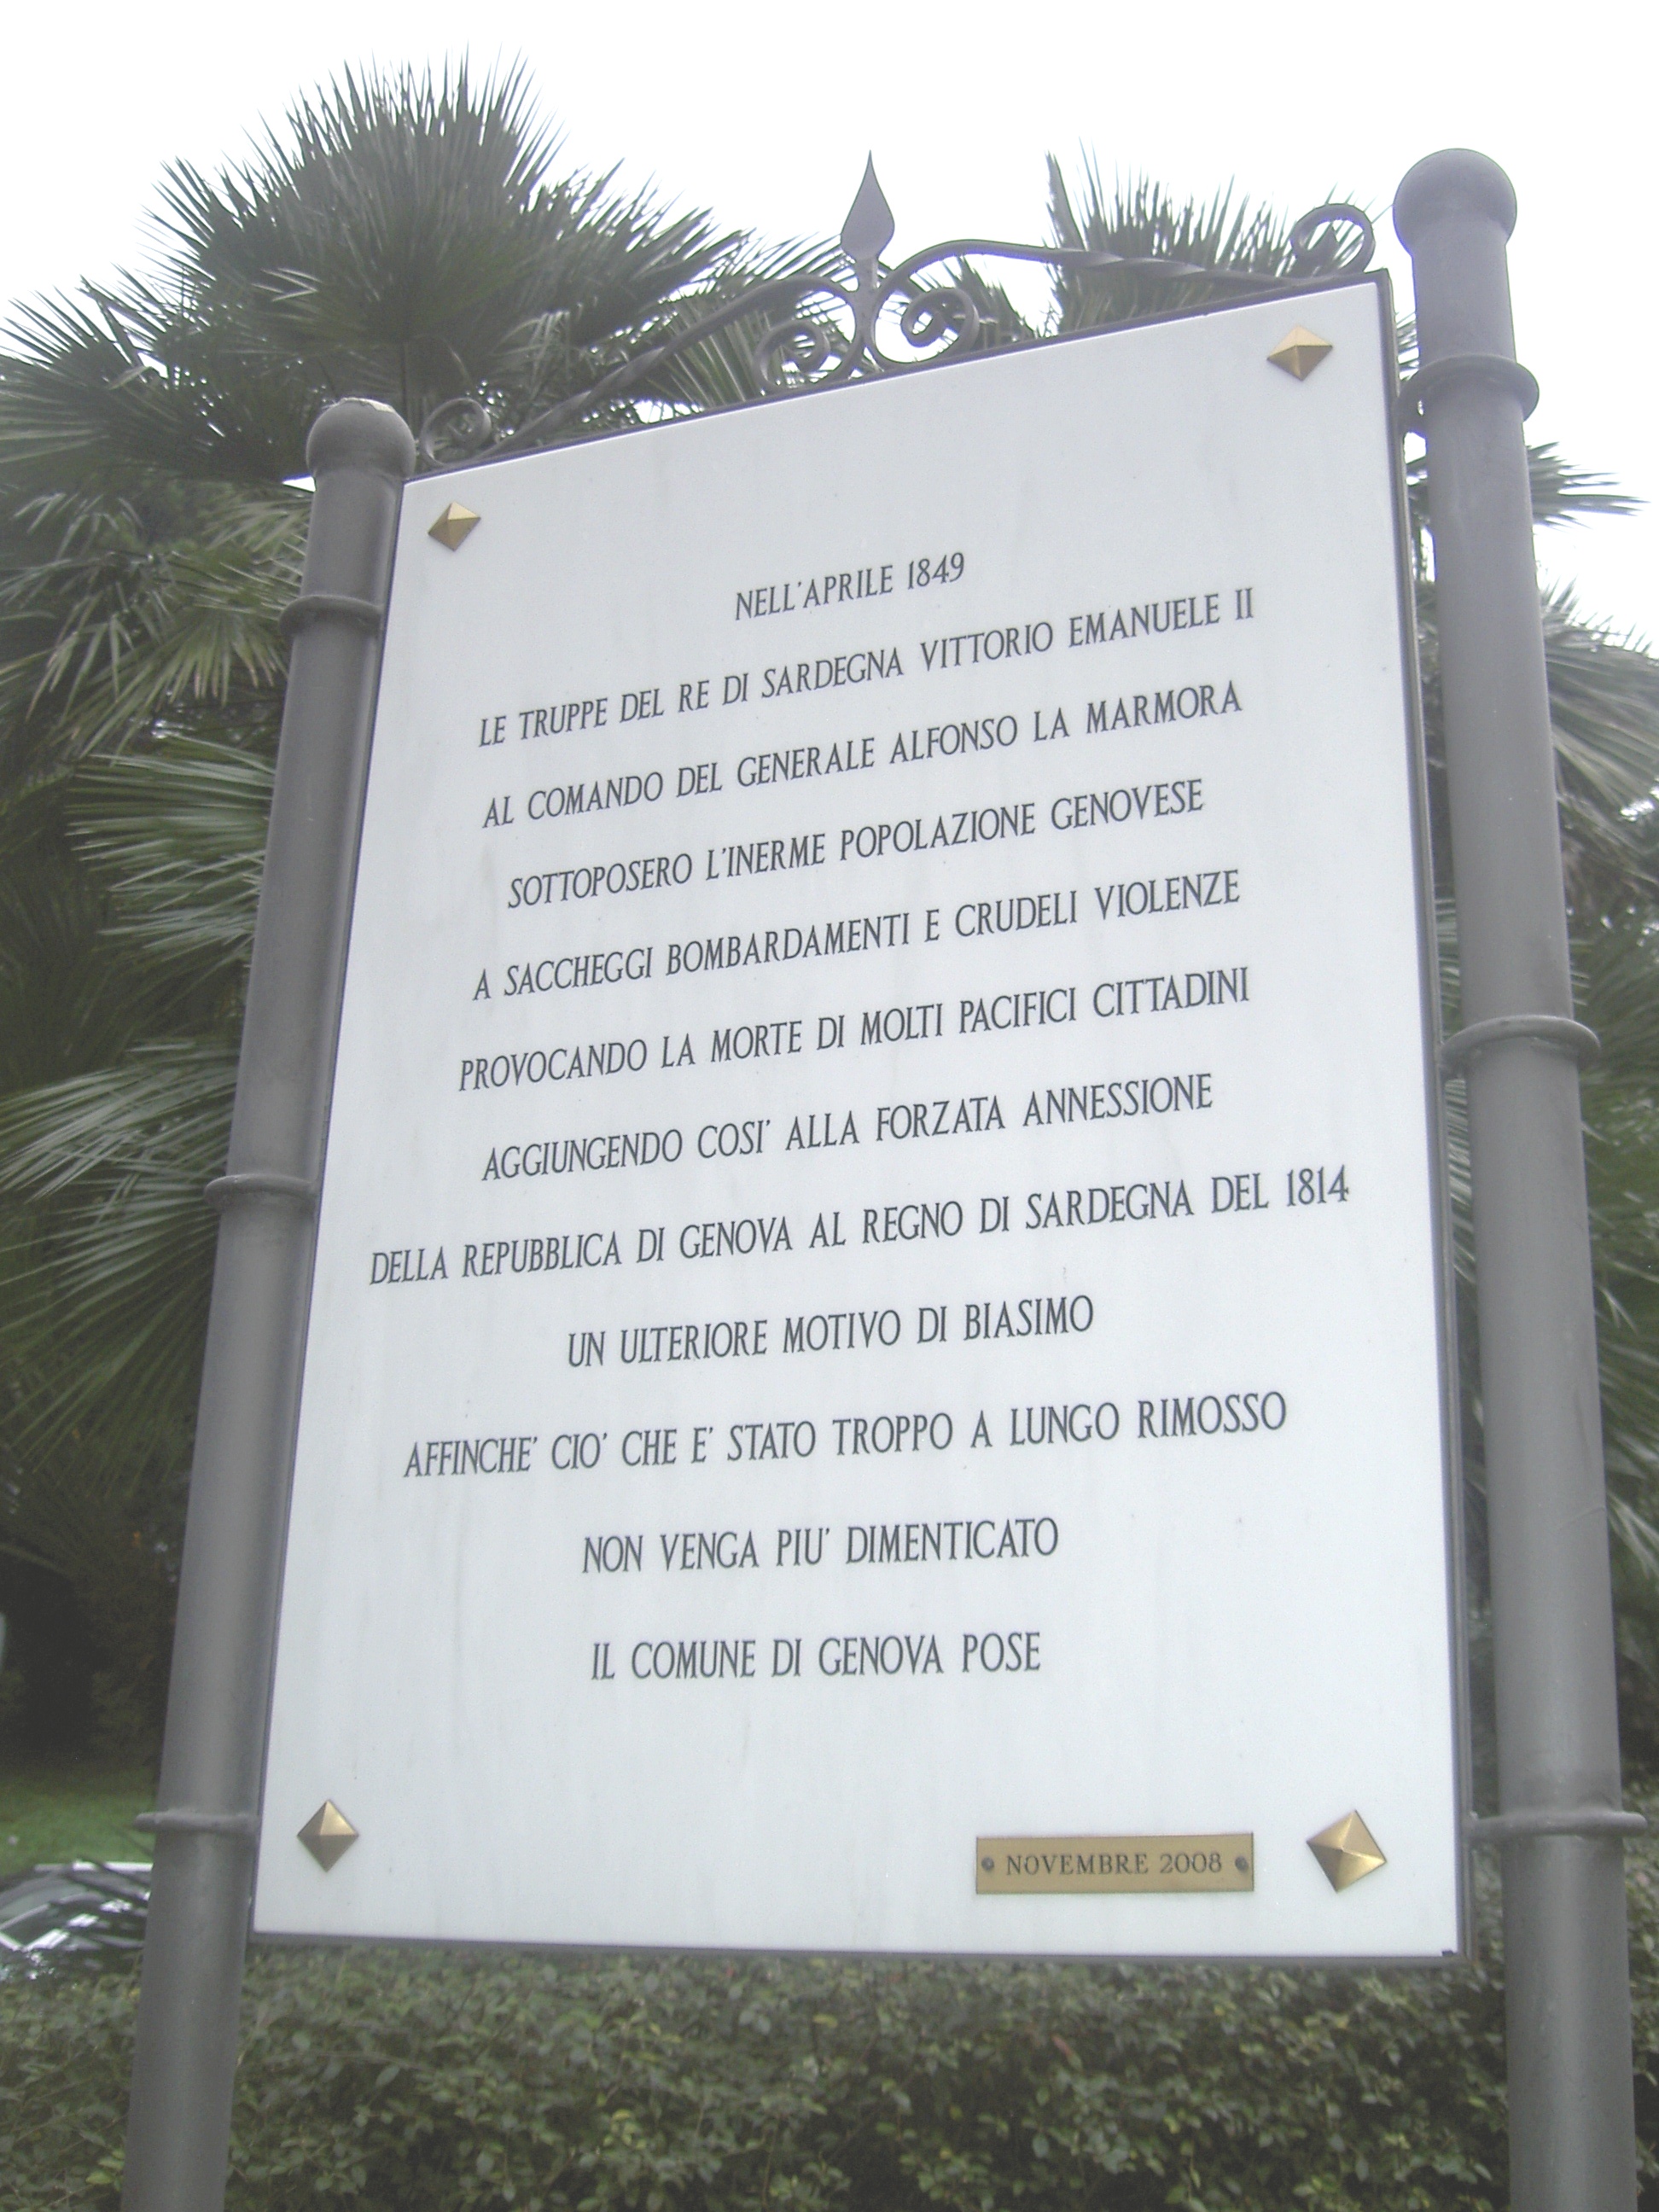 NELL'APRILE 1849
LE TRUPPE DEL RE DI SARDEGNA VITTORIO EMANUELE II
AL COMANDO DEL GENERALE ALFONSO LA MARMORA
SOTTOPOSERO L'INERME POPOLAZIONE GENOVESE
A SACCHEGGI BOMBARDAMENTI E CRUDELI VIOLENZE
PROVOCANDO LA MORTE DI MOLTI PACIFICI CITTADINI
AGGIUNGENDO COSI' ALLA FORZATA ANNESSIONE
DELLA REPUBBLICA DI GENOVA AL REGNO DI SARDEGNA DEL 1814
UN ULTERIORE MOTIVO DI BIASIMO
AFFINCHE' CIO' CHE E' STATO TROPPO A LUNGO RIMOSSO
NON VENGA PIU' DIMENTICATO
IL COMUNE DI GENOVA POSE
NOVEMBRE 2008